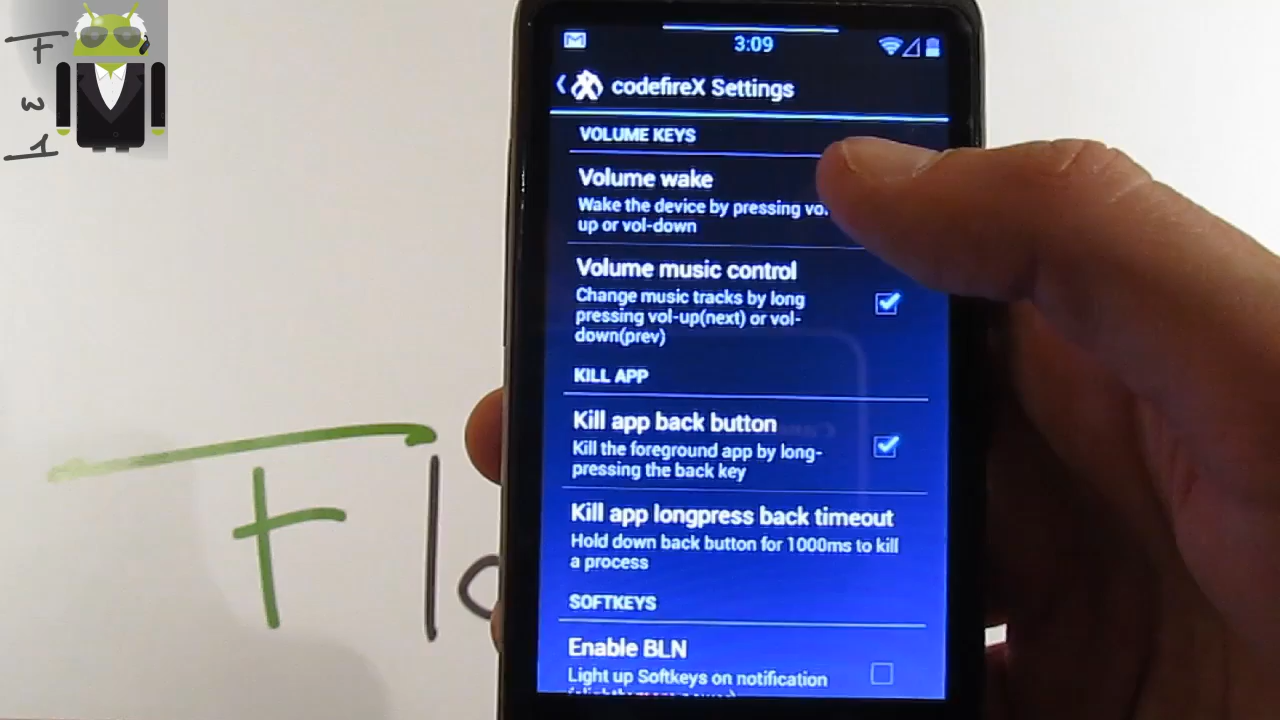 F
W
1
3:09
codefireX Settings
VOLUME KEYS
Volume wake
Wake the device by pressing
up or vol-down
Volume music control
Change music tracks by long
pressing vol-up(next) or vol-
down(prev)
KILL APP
Kill app back button
Kill the foreground app by long-
pressing the back key
Kill app longpress back timeout
Hold down back button for 1000ms to kill
a process
SOFTKEYS
Enable BLN
Light up Softkeys on notification
Fl